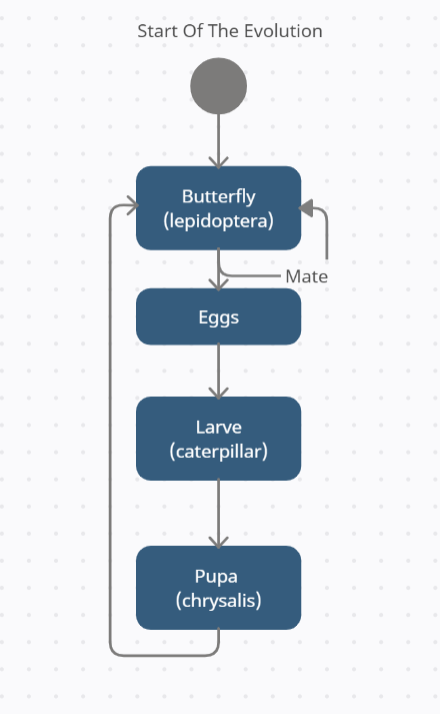 Start Of The Evolution
Butterfly
(lepidoptera)
Mate
Eggs
Larve
(caterpillar)
Pupa
(chrysalis)